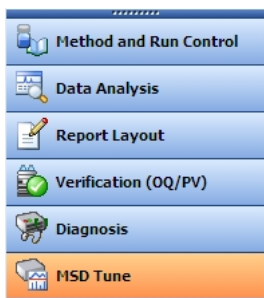 Method and Run Control
Data Analysis
Report Layout
Verification (OQ/PV)
Diagnosis
MSD Tune